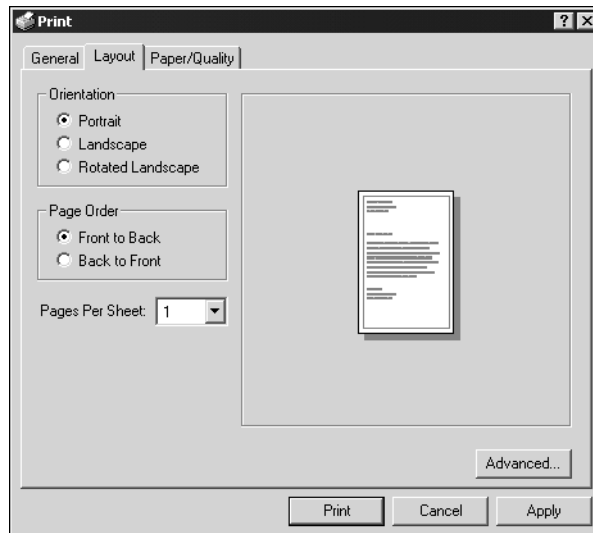 Print
General Layout Paper/Quality
Orientation
Portrait
Landscape
Rotated Landscape
Page Order
Front to Back
Back to Front
Pages Per Sheet: 1
Advanced...
Print Cancel Apply